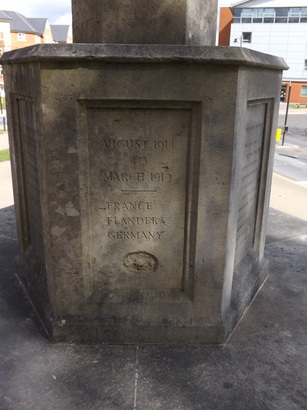 AUGUST 1914
TO
MARCH 1919
FRANCE
FLANDERS
GERMANY